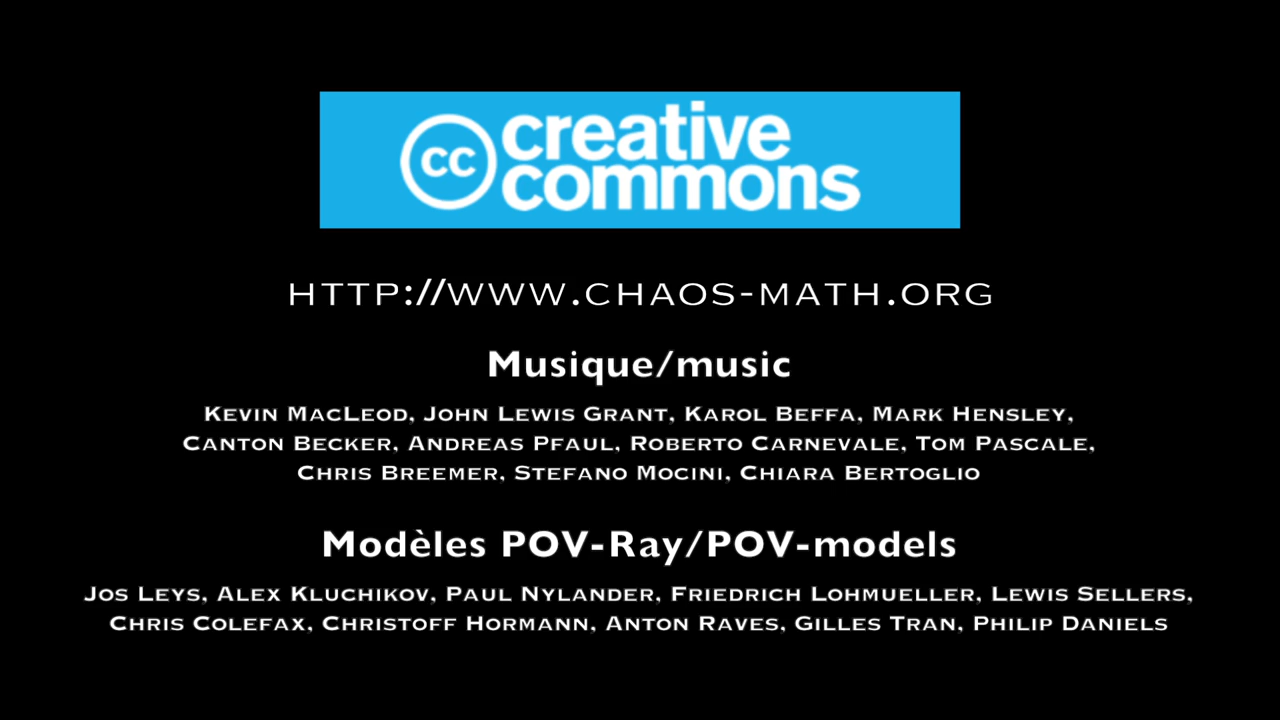 cc creative
commons
HTTP://WWW.CHAOS-MATH.ORG
Musique/music
KEVIN MACLEOD, JOHN LEWIS GRANT, KAROL BEFFA, MARK HENSLEY,
CANTON BECKER, ANDREAS PFAUL, ROBERTO CARNEVALE, TOM PASCALE,
CHRIS BREEMER, STEFANO MOCINI, CHIARA BERTOGLIO
Modèles POV-Ray/POV-models
JOS LEYS, ALEX KLUCHIKOV, PAUL NYLANDER, FRIEDRICH LOHMUELLER, LEWIS SELLERS,
CHRIS COLEFAX, CHRISTOFF HORMANN, ANTON RAVES, GILLES TRAN, PHILIP DANIELS